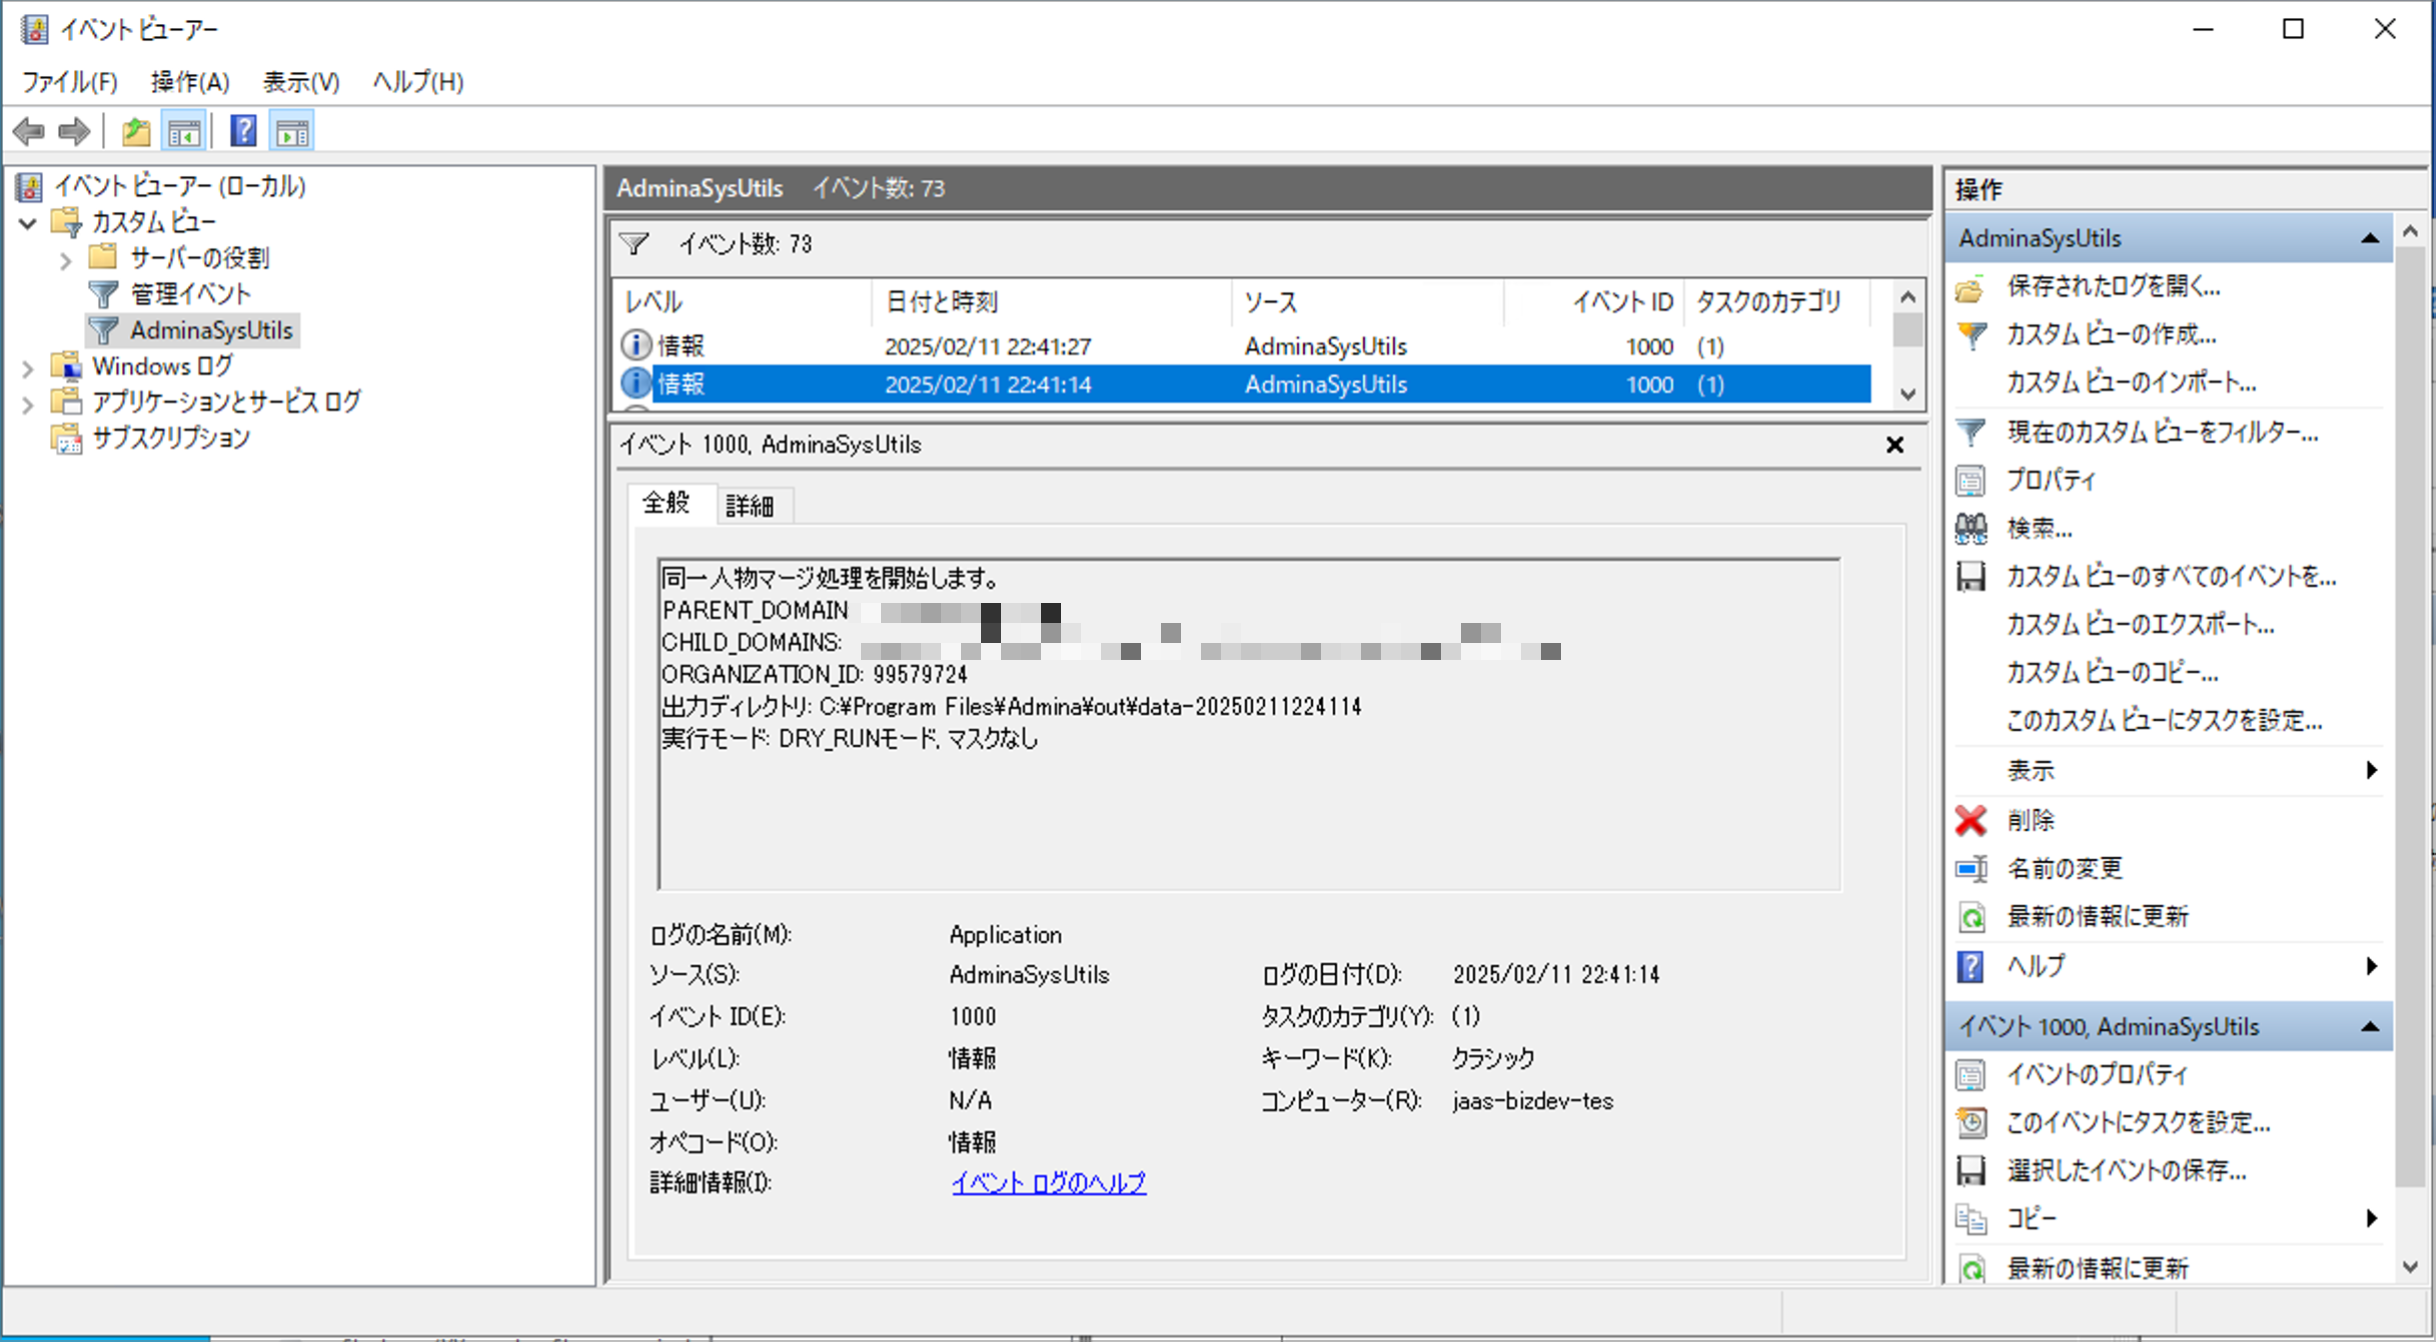 イベント ビューアー
ファイル(F) 操作(A) 表示(V) ヘルプ(H)
イベント ビューアー (ローカル)
カスタム ビュー
サーバーの役割
管理イベント
AdminaSysUtils
Windows ログ
アプリケーションとサービス ログ
サブスクリプション
AdminaSysUtils イベント数: 73
イベント数: 73
レベル 日付と時刻 ソース イベント ID タスクのカテゴリ
情報 2025/02/11 22:41:27 AdminaSysUtils 1000 (1)
情報 2025/02/11 22:41:14 AdminaSysUtils 1000 (1)
イベント 1000, AdminaSysUtils
全般 詳細
同一人物マージ処理を開始します。
PARENT_DOMAIN
CHILD_DOMAINS:
ORGANIZATION_ID: 99579724
出力ディレクトリ: C:¥Program Files¥Admina¥out¥data-20250211224114
実行モード: DRY_RUNモード, マスクなし
ログの名前(M): Application
ソース(S): AdminaSysUtils ログの日付(D): 2025/02/11 22:41:14
イベント ID(E): 1000 タスクのカテゴリ(Y): (1)
レベル(L): 情報 キーワード(K): クラシック
ユーザー(U): N/A コンピューター(R): jaas-bizdev-tes
オペコード(O): 情報
詳細情報(I): イベント ログのヘルプ
操作
AdminaSysUtils
保存されたログを開く...
カスタム ビューの作成...
カスタム ビューのインポート...
現在のカスタム ビューをフィルター...
プロパティ
検索...
カスタム ビューのすべてのイベントを...
カスタム ビューのエクスポート...
カスタム ビューのコピー...
このカスタム ビューにタスクを設定...
表示
削除
名前の変更
最新の情報に更新
ヘルプ
イベント 1000, AdminaSysUtils
イベントのプロパティ
このイベントにタスクを設定...
選択したイベントの保存...
コピー
最新の情報に更新